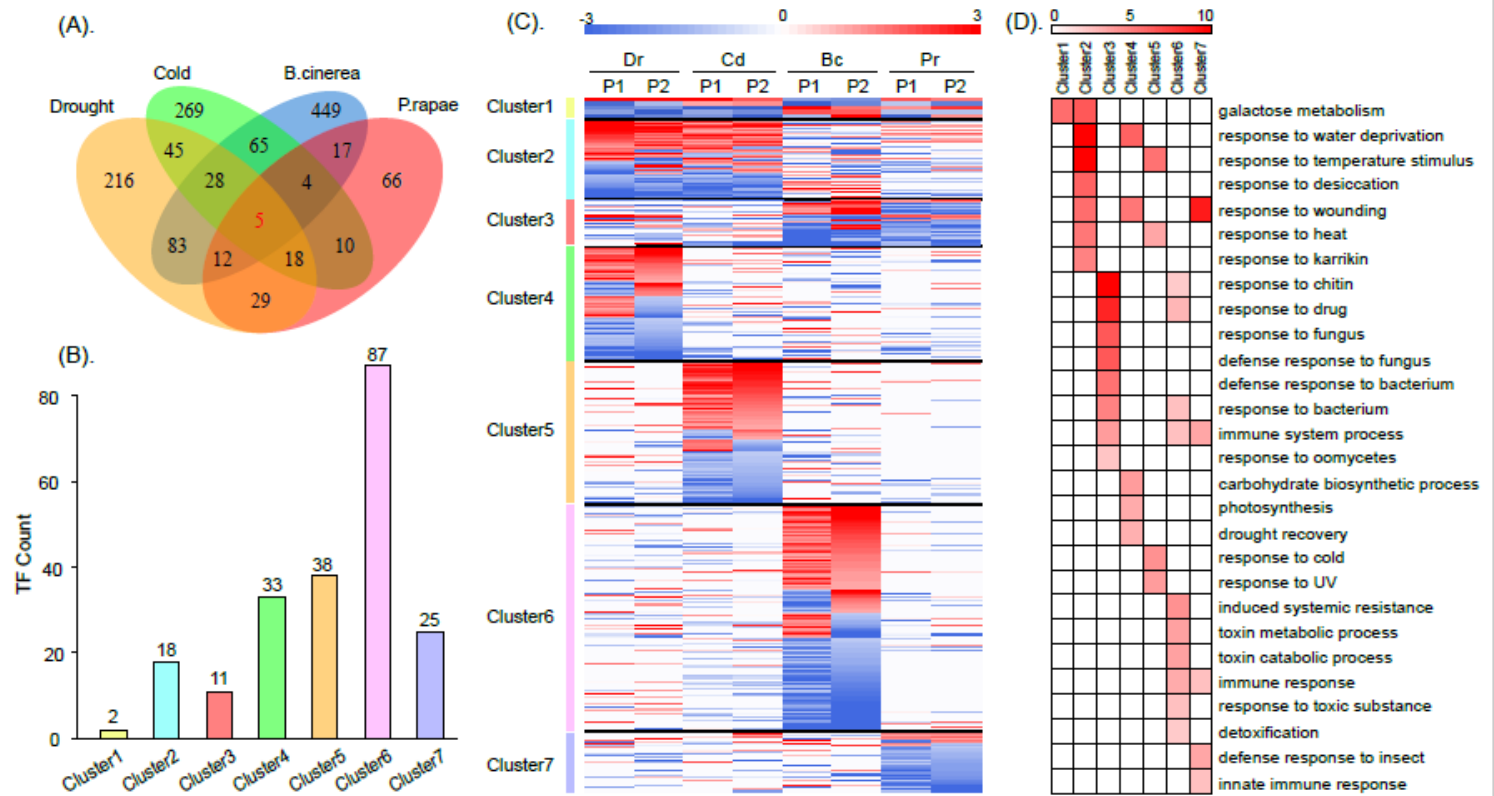 (A).
Cold
B.cinerea
Drought
P.rapae
269
449
45
65
17
216
28
4
66
5
83
12
18
10
29
(B).
TF Count
80
60
40
20
0
2
18
11
33
38
87
25
Cluster1
Cluster2
Cluster3
Cluster4
Cluster5
Cluster6
Cluster7
(C).
-3
0
3
Dr
Cd
Bc
Pr
P1
P2
P1
P2
P1
P2
P1
P2
Cluster1
Cluster2
Cluster3
Cluster4
Cluster5
Cluster6
Cluster7
(D).
0
5
10
Cluster1
Cluster2
Cluster3
Cluster4
Cluster5
Cluster6
Cluster7
galactose metabolism
response to water deprivation
response to temperature stimulus
response to desiccation
response to wounding
response to heat
response to karrikin
response to chitin
response to drug
response to fungus
defense response to fungus
defense response to bacterium
response to bacterium
immune system process
response to oomycetes
carbohydrate biosynthetic process
photosynthesis
drought recovery
response to cold
response to UV
induced systemic resistance
toxin metabolic process
toxin catabolic process
immune response
response to toxic substance
detoxification
defense response to insect
innate immune response